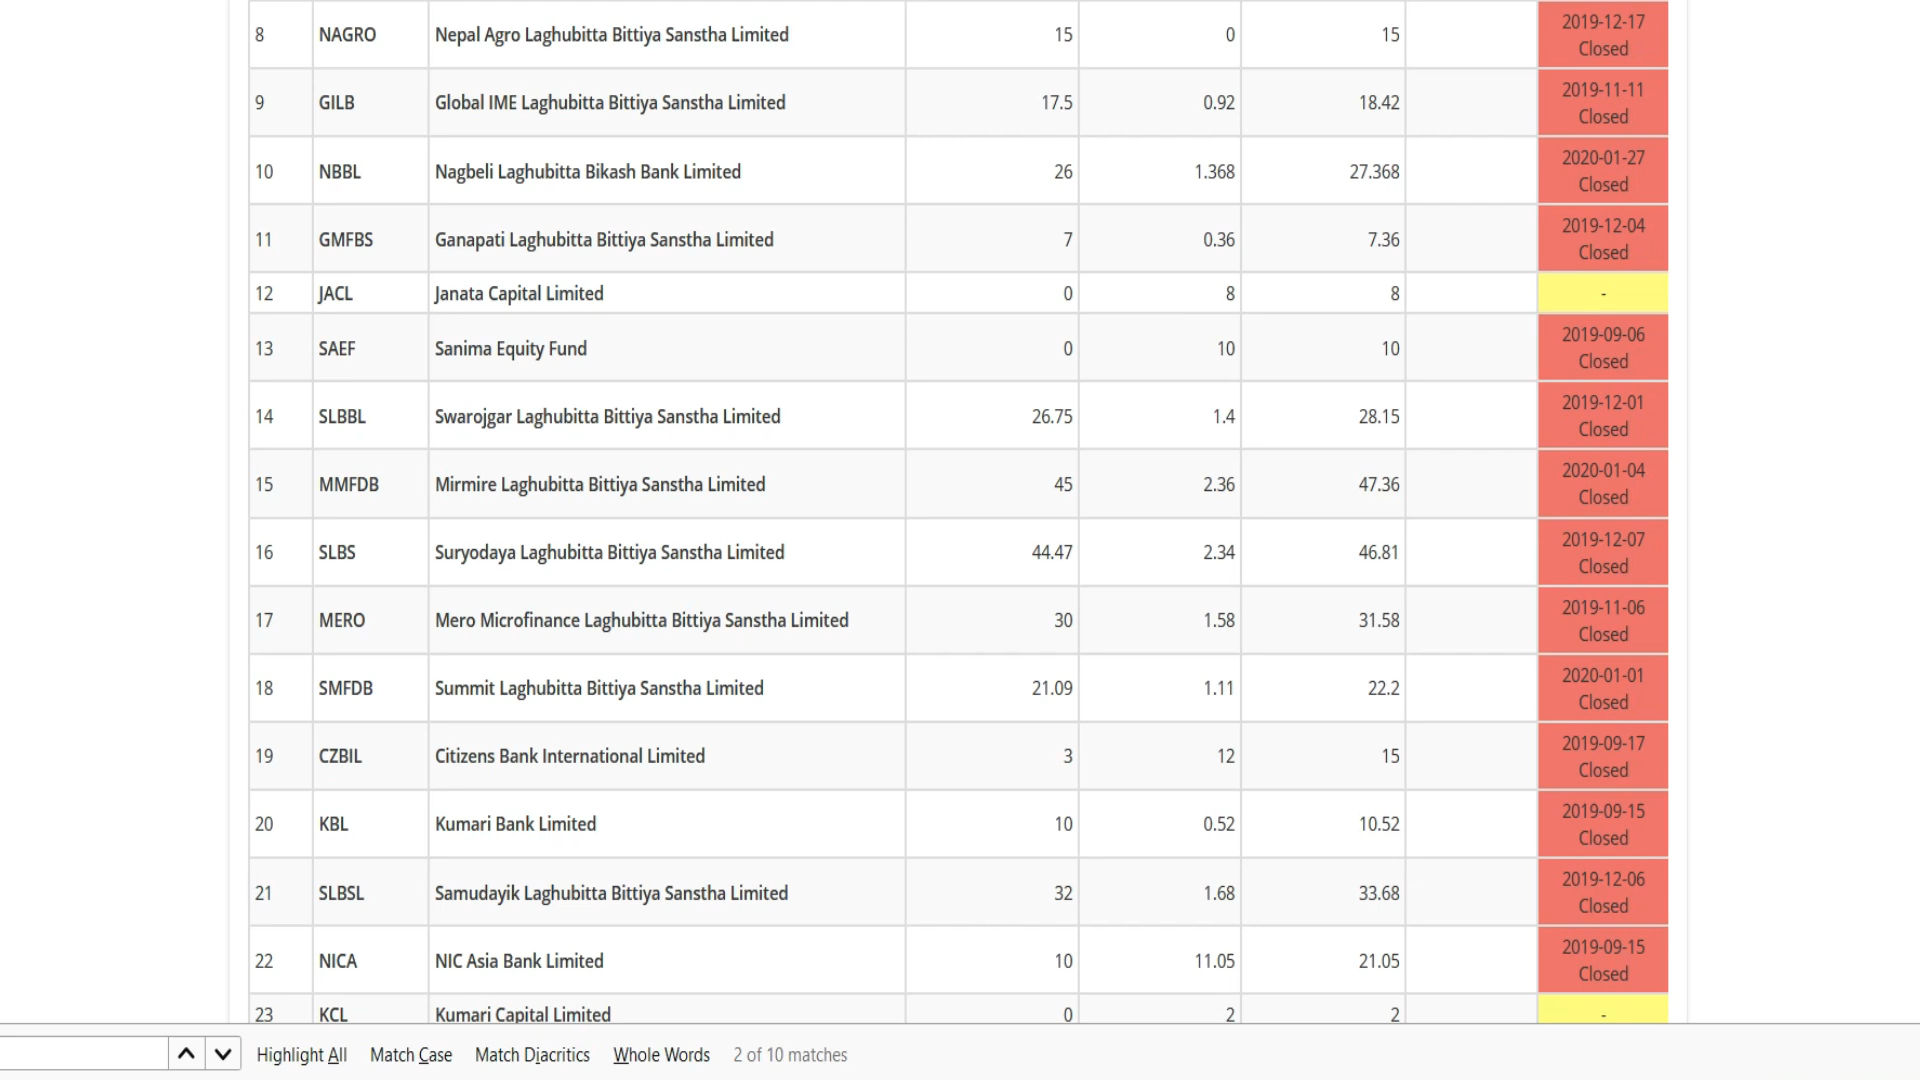 8 NAGRO Nepal Agro Laghubitta Bittiya Sanstha Limited 15 0 15 2019-12-17 Closed
9 GILB Global IME Laghubitta Bittiya Sanstha Limited 17.5 0.92 18.42 2019-11-11 Closed
10 NBBL Nagbeli Laghubitta Bikash Bank Limited 26 1.368 27.368 2020-01-27 Closed
11 GMFBS Ganapati Laghubitta Bittiya Sanstha Limited 7 0.36 7.36 2019-12-04 Closed
12 JACL Janata Capital Limited 0 8 8 -
13 SAEF Sanima Equity Fund 0 10 10 2019-09-06 Closed
14 SLBBL Swarojgar Laghubitta Bittiya Sanstha Limited 26.75 1.4 28.15 2019-12-01 Closed
15 MMFDB Mirmire Laghubitta Bittiya Sanstha Limited 45 2.36 47.36 2020-01-04 Closed
16 SLBS Suryodaya Laghubitta Bittiya Sanstha Limited 44.47 2.34 46.81 2019-12-07 Closed
17 MERO Mero Microfinance Laghubitta Bittiya Sanstha Limited 30 1.58 31.58 2019-11-06 Closed
18 SMFDB Summit Laghubitta Bittiya Sanstha Limited 21.09 1.11 22.2 2020-01-01 Closed
19 CZBIL Citizens Bank International Limited 3 12 15 2019-09-17 Closed
20 KBL Kumari Bank Limited 10 0.52 10.52 2019-09-15 Closed
21 SLBSL Samudayik Laghubitta Bittiya Sanstha Limited 32 1.68 33.68 2019-12-06 Closed
22 NICA NIC Asia Bank Limited 10 11.05 21.05 2019-09-15 Closed
23 KCL Kumari Capital Limited 0 2 2 -
Highlight All Match Case Match Diacritics Whole Words 2 of 10 matches